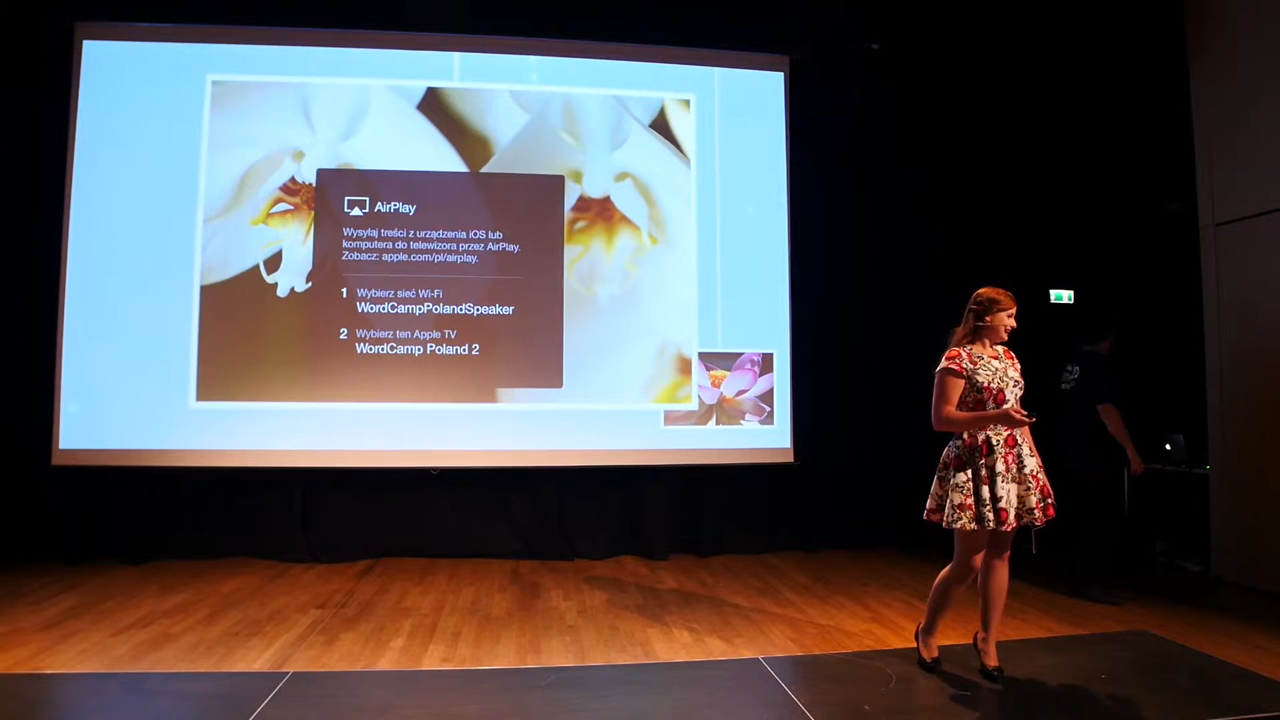 AirPlay
Wysyłaj treści z urządzenia iOS lub
komputera do telewizora przez AirPlay.
Zobacz: apple.com/pl/airplay.
1 Wybierz sieć Wi-Fi
WordCampPolandSpeaker
2 Wybierz ten Apple TV
WordCamp Poland 2